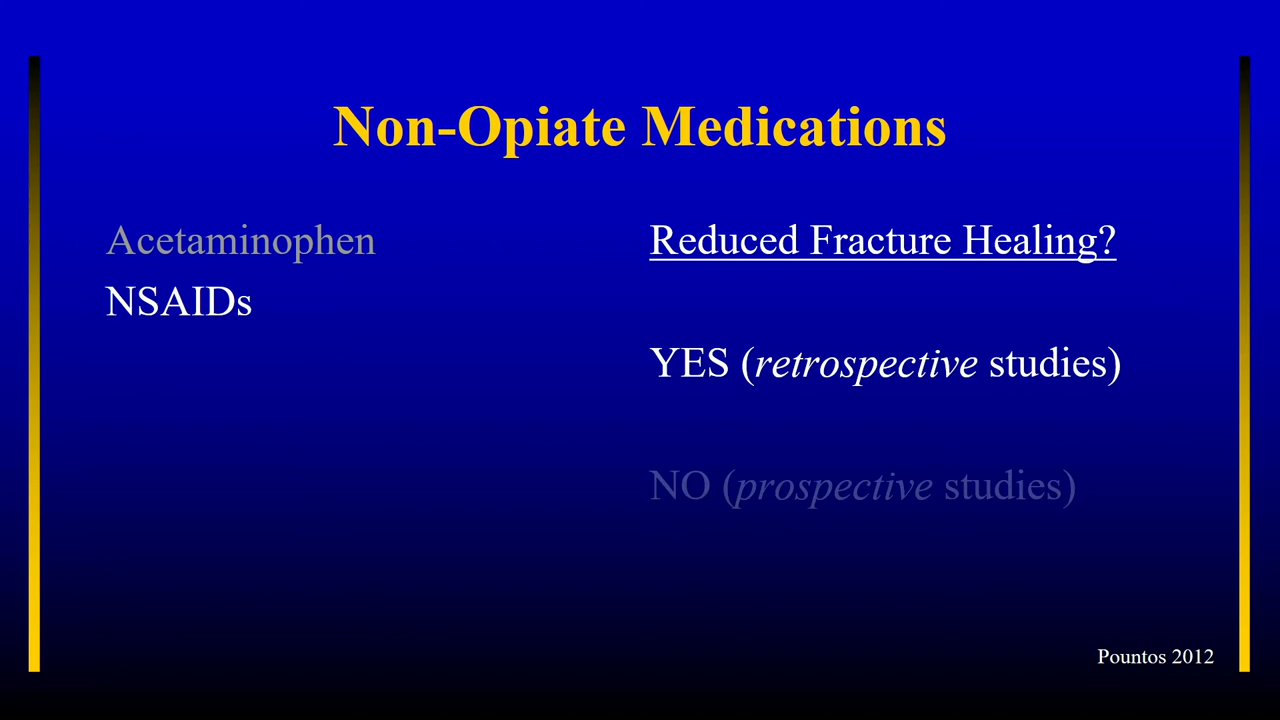 Non-Opiate Medications
Acetaminophen
NSAIDs
Reduced Fracture Healing?
YES (retrospective studies)
NO (prospective studies)
Pountos 2012